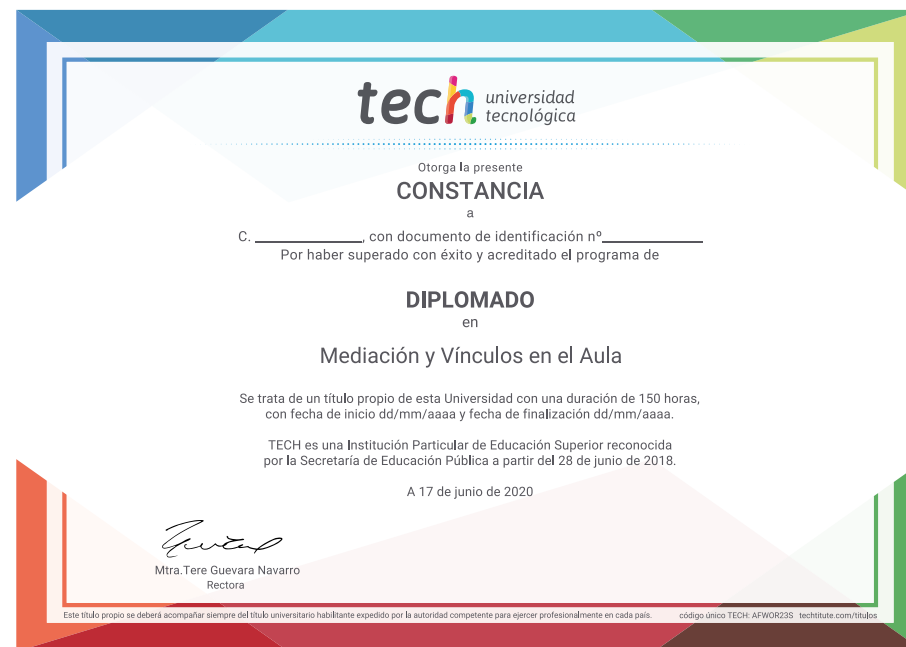 tech universidad
tecnológica
Otorga la presente
CONSTANCIA
a
C. ____________, con documento de identificación nº____________
Por haber superado con éxito y acreditado el programa de
DIPLOMADO
en
Mediación y Vínculos en el Aula
Se trata de un título propio de esta Universidad con una duración de 150 horas,
con fecha de inicio dd/mm/aaaa y fecha de finalización dd/mm/aaaa.
TECH es una Institución Particular de Educación Superior reconocida
por la Secretaría de Educación Pública a partir del 28 de junio de 2018.
A 17 de junio de 2020
Mtra.Tere Guevara Navarro
Rectora
Este título propio se deberá acompañar siempre del título universitario habilitante expedido por la autoridad competente para ejercer profesionalmente en cada país. código único TECH: AFWOR23S techtitute.com/titulos